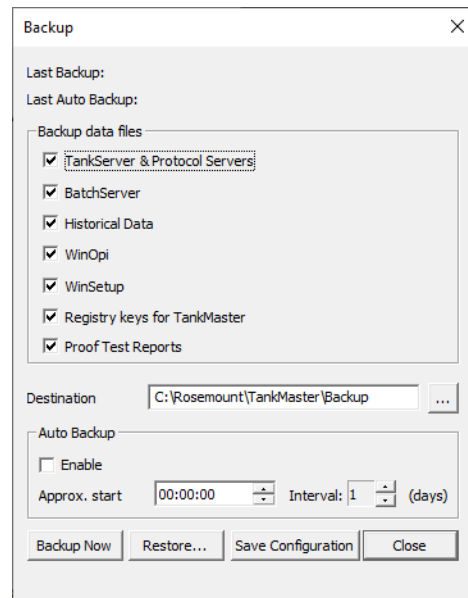 Backup
Last Backup:
Last Auto Backup:
Backup data files
TankServer & Protocol Servers
BatchServer
Historical Data
WinOpi
WinSetup
Registry keys for TankMaster
Proof Test Reports
Destination C:\Rosemount\TankMaster\Backup ...
Auto Backup
Enable
Approx. start 00:00:00 Interval: 1 (days)
Backup Now Restore... Save Configuration Close